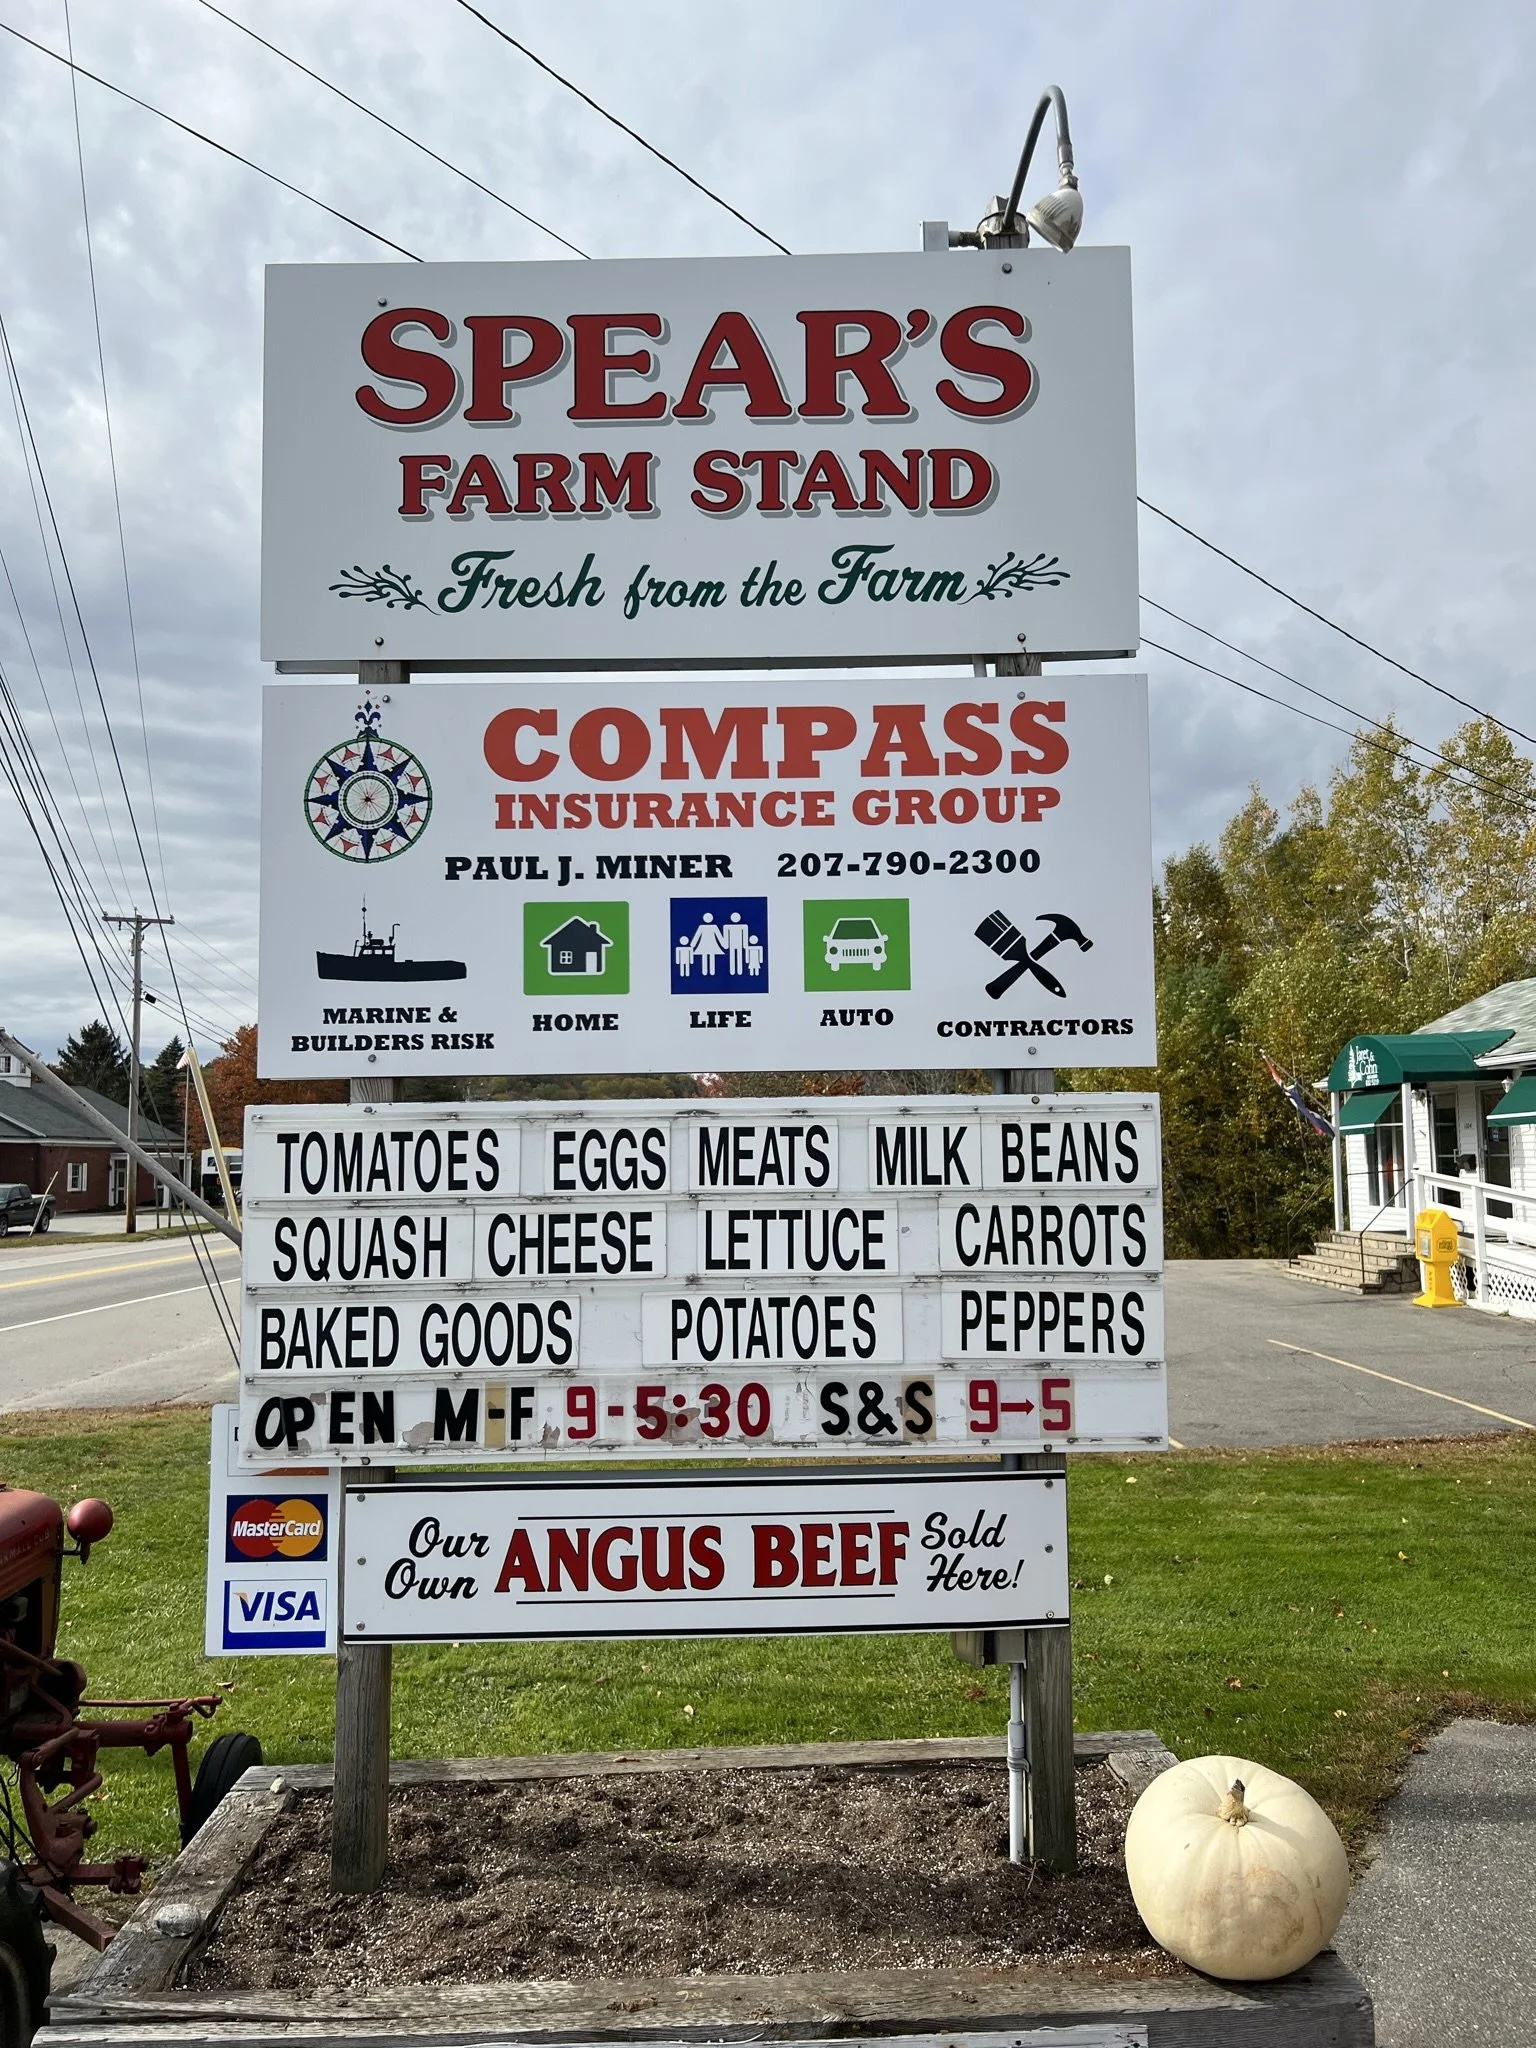 SPEAR'S
FARM STAND
Fresh from the Farm
COMPASS
INSURANCE GROUP
PAUL J. MINER 207-790-2300
MARINE &
BUILDERS RISK
HOME
LIFE
AUTO
CONTRACTORS
TOMATOES EGGS MEATS MILK BEANS
SQUASH CHEESE LETTUCE CARROTS
BAKED GOODS POTATOES PEPPERS
OPEN M-F 9-5:30 S&S 9-5
MasterCard
VISA
Our Own ANGUS BEEF Sold Here!